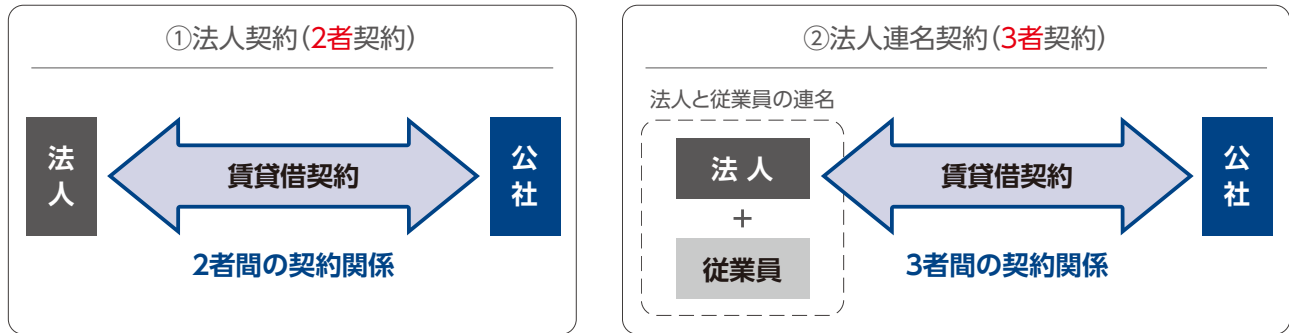 ①法人契約(2者契約)
法人
賃貸借契約
公社
2者間の契約関係
②法人連名契約(3者契約)
法人と従業員の連名
法人
+
従業員
賃貸借契約
公社
3者間の契約関係